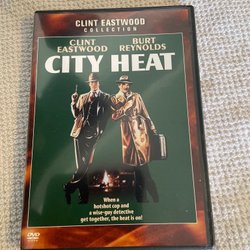 CLINT EASTWOOD
COLLECTION
CLINT EASTWOOD
BURT REYNOLDS
CITY HEAT
When a
hotshot cop and
a wise-guy detective
get together, the heat is on!
DVD